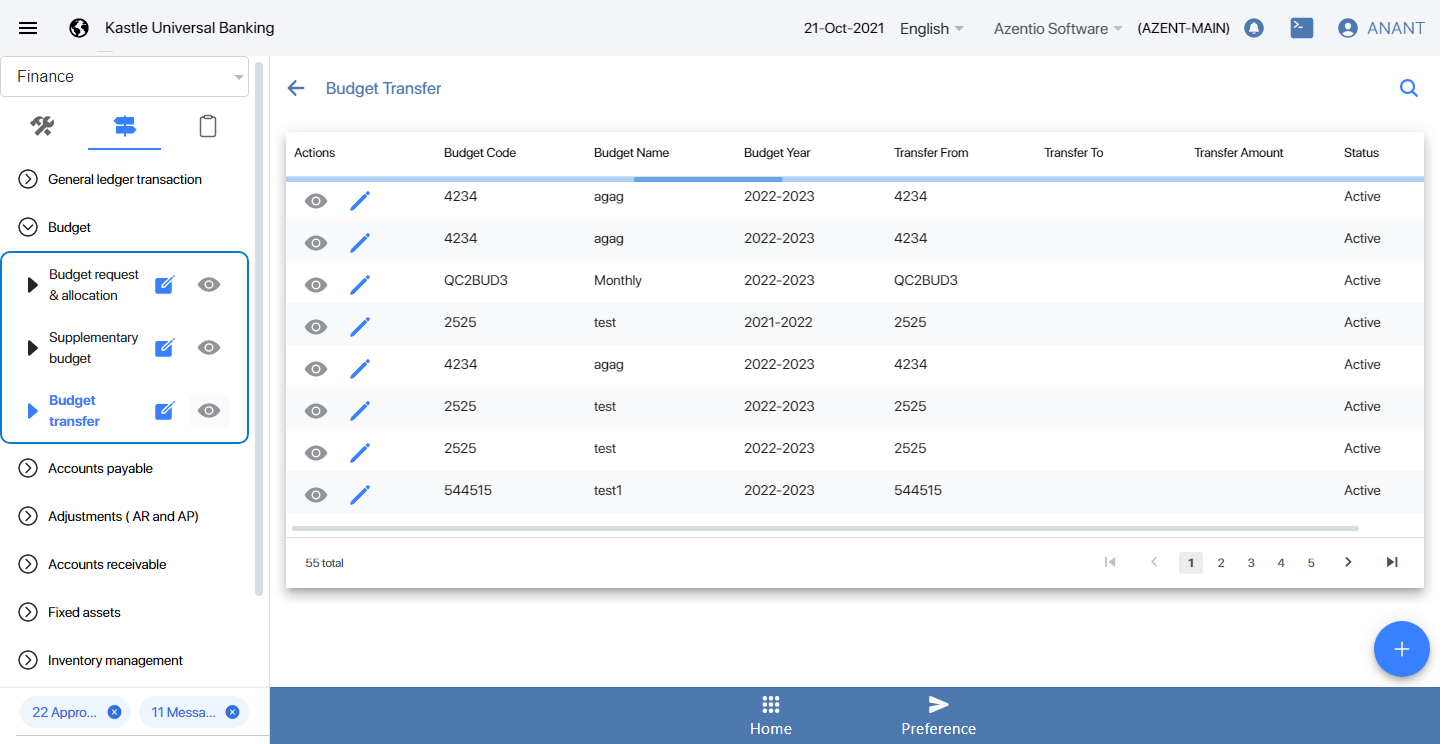 Kastle Universal Banking
21-Oct-2021 English Azentio Software (AZENT-MAIN) ANANT
Finance
General ledger transaction
Budget
Budget request
& allocation
Supplementary
budget
Budget
transfer
Accounts payable
Adjustments ( AR and AP)
Accounts receivable
Fixed assets
Inventory management
22 Appro... 11 Messa...
Budget Transfer
Actions Budget Code Budget Name Budget Year Transfer From Transfer To Transfer Amount Status
4234 agag 2022-2023 4234 Active
4234 agag 2022-2023 4234 Active
QC2BUD3 Monthly 2022-2023 QC2BUD3 Active
2525 test 2021-2022 2525 Active
4234 agag 2022-2023 4234 Active
2525 test 2022-2023 2525 Active
2525 test 2022-2023 2525 Active
544515 test1 2022-2023 544515 Active
55 total 1 2 3 4 5
Home Preference